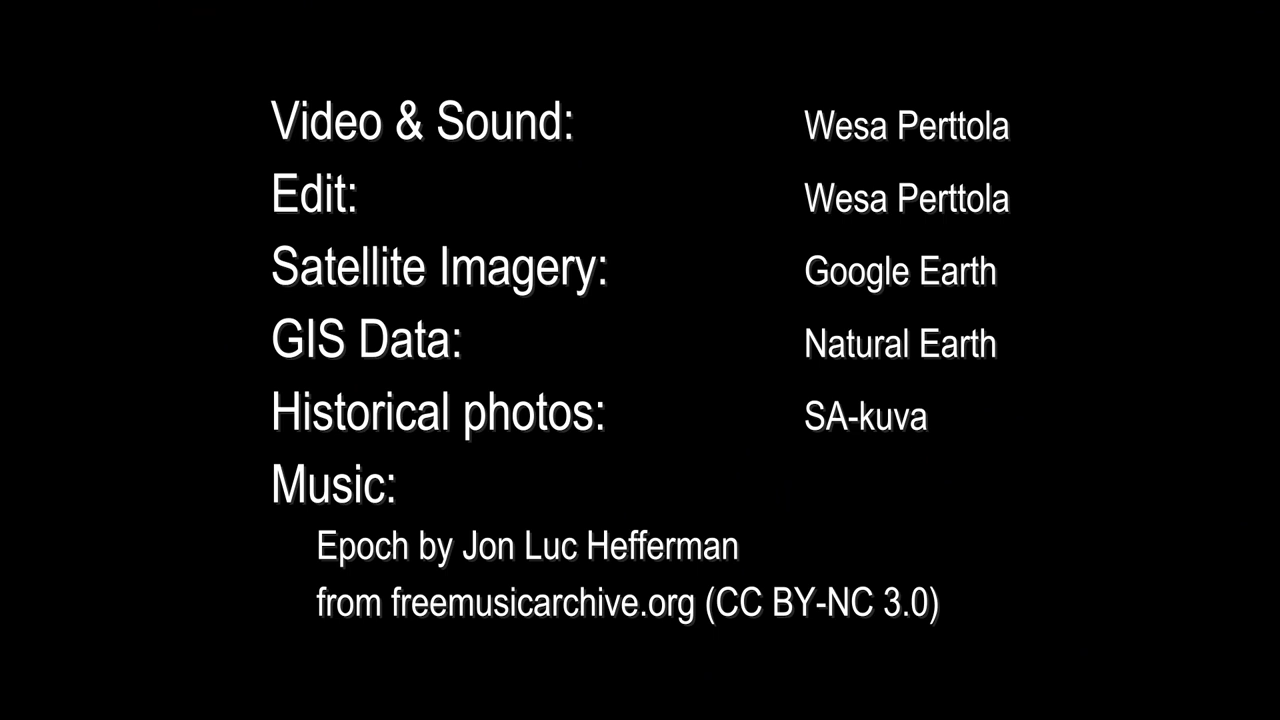 Video & Sound: Wesa Perttola
Edit: Wesa Perttola
Satellite Imagery: Google Earth
GIS Data: Natural Earth
Historical photos: SA-kuva
Music:
Epoch by Jon Luc Hefferman
from freemusicarchive.org (CC BY-NC 3.0)